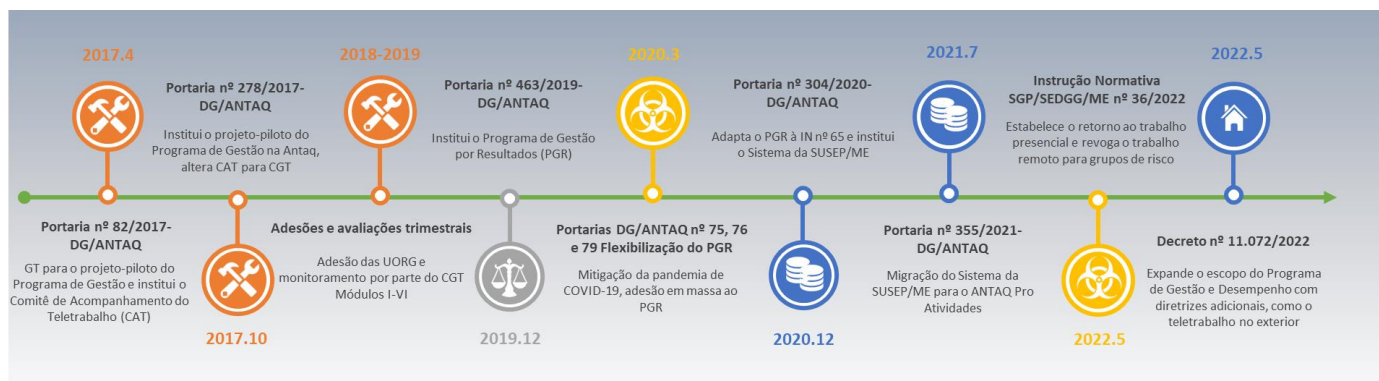 2017.4
Portaria nº 82/2017-
DG/ANTAQ
GT para o projeto-piloto do
Programa de Gestão e institui o
Comitê de Acompanhamento do
Teletrabalho (CAT)
Portaria nº 278/2017-
DG/ANTAQ
Institui o projeto-piloto do
Programa de Gestão na Antaq,
altera CAT para CGT
2017.10
2018-2019
Adesões e avaliações trimestrais
Adesão das UORG e
monitoramento por parte do CGT
Módulos I-VI
Portaria nº 463/2019-
DG/ANTAQ
Institui o Programa de Gestão
por Resultados (PGR)
2019.12
2020.3
Portarias DG/ANTAQ nº 75, 76
e 79 Flexibilização do PGR
Mitigação da pandemia de
COVID-19, adesão em massa ao
PGR
Portaria nº 304/2020-
DG/ANTAQ
Adapta o PGR à IN nº 65 e institui
o Sistema da SUSEP/ME
2020.12
2021.7
Portaria nº 355/2021-
DG/ANTAQ
Migração do Sistema da
SUSEP/ME para o ANTAQ Pro
Atividades
Instrução Normativa
SGP/SEDGG/ME nº 36/2022
Estabelece o retorno ao trabalho
presencial e revoga o trabalho
remoto para grupos de risco
2022.5
2022.5
Decreto nº 11.072/2022
Expande o escopo do Programa
de Gestão e Desempenho com
diretrizes adicionais, como o
teletrabalho no exterior